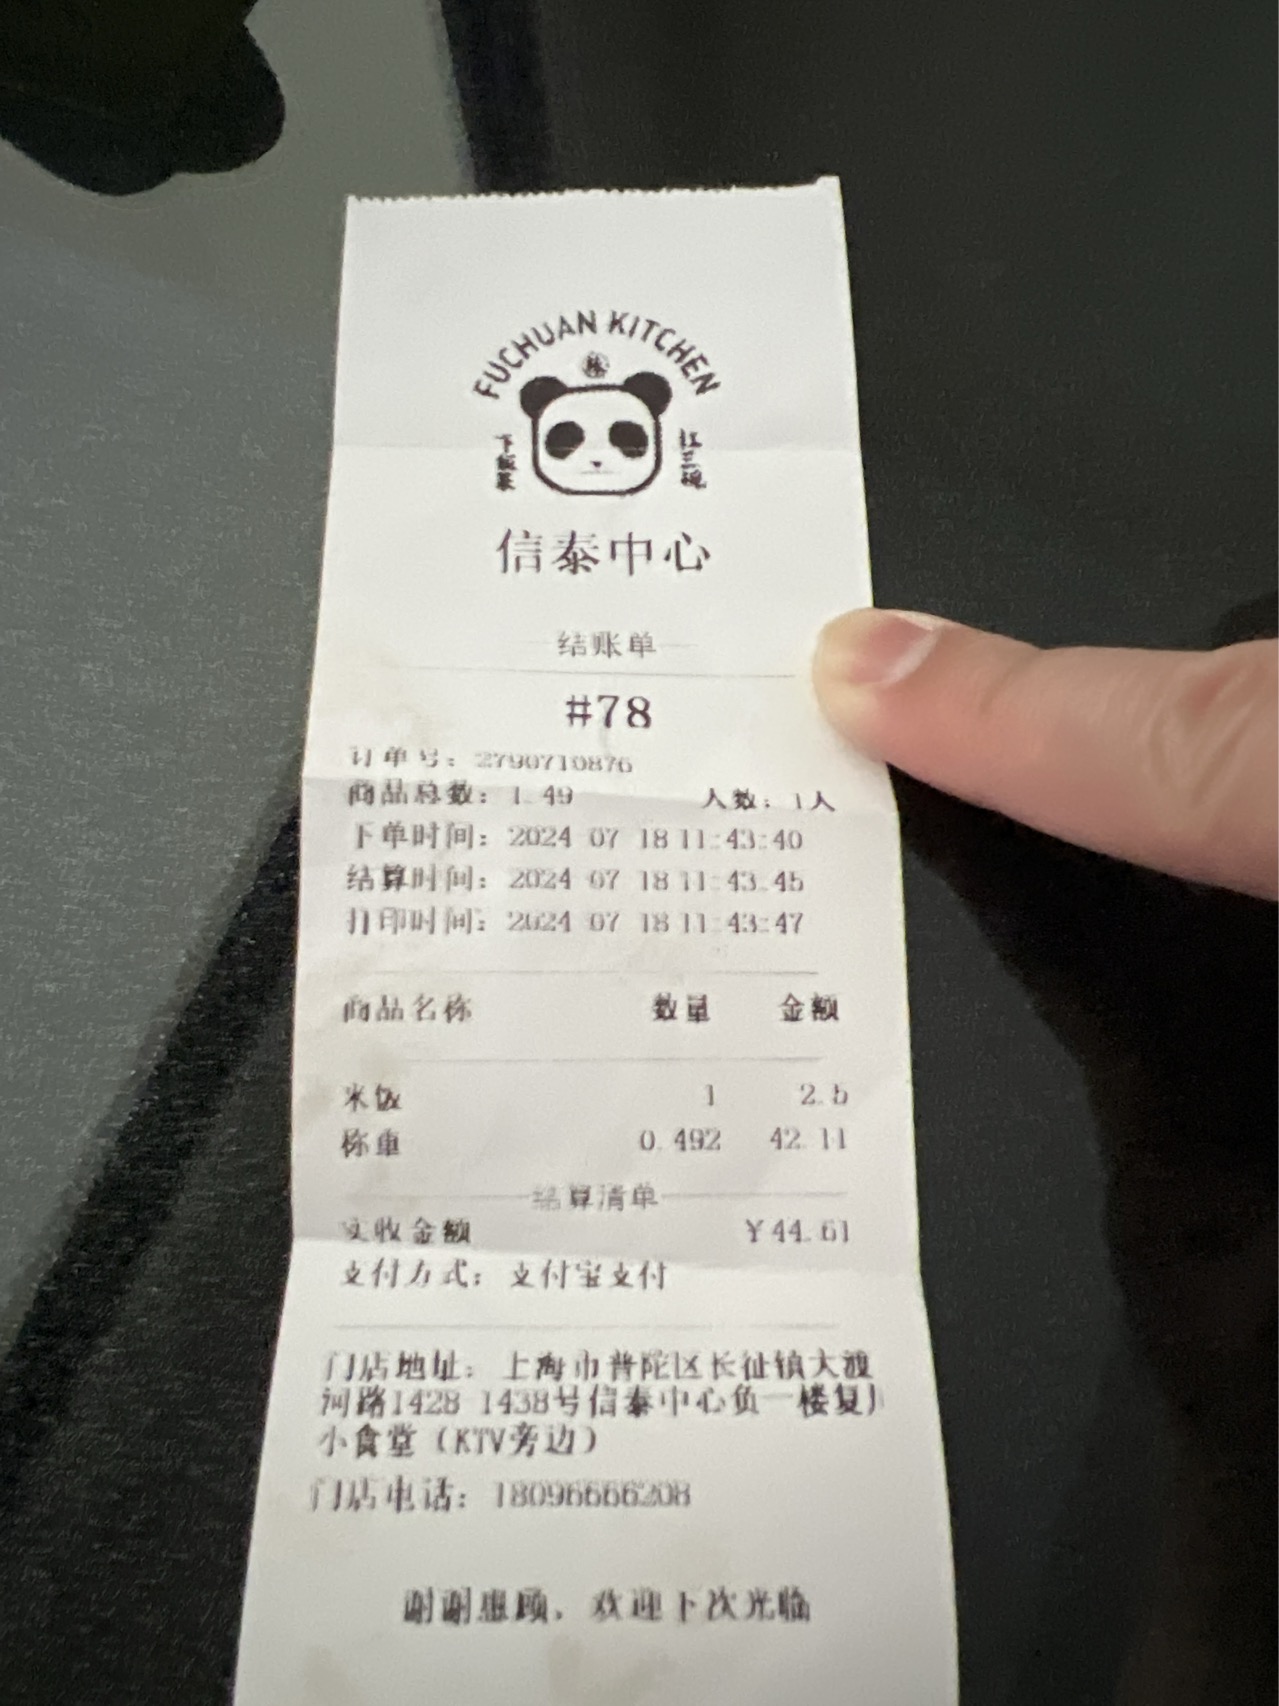 FUCHUAN KITCHEN
下饭菜
扛三碗
信泰中心
结账单
#78
订单号：2790710876
商品总数：1.49 人数：1人
下单时间：2024-07-18 11:43:40
结算时间：2024-07-18 11:43:45
打印时间：2024-07-18 11:43:47
商品名称 数量 金额
米饭 1 2.5
称重 0.492 42.11
结算清单
实收金额 ￥44.61
支付方式：支付宝支付
门店地址：上海市普陀区长征镇大渡
河路1428-1438号信泰中心负一楼复川
小食堂（KTV旁边）
门店电话：18096666208
谢谢惠顾，欢迎下次光临